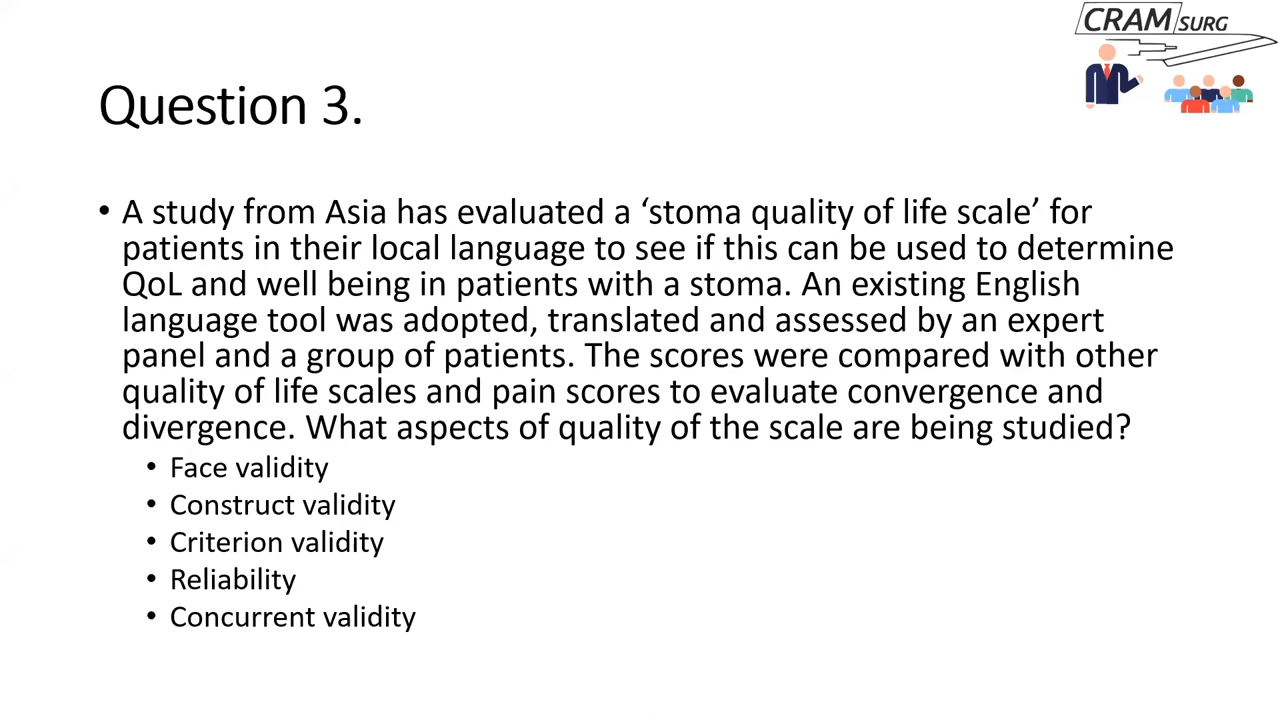 CRAM SURG
Question 3.
• A study from Asia has evaluated a ‘stoma quality of life scale’ for
patients in their local language to see if this can be used to determine
QoL and well being in patients with a stoma. An existing English
language tool was adopted, translated and assessed by an expert
panel and a group of patients. The scores were compared with other
quality of life scales and pain scores to evaluate convergence and
divergence. What aspects of quality of the scale are being studied?
• Face validity
• Construct validity
• Criterion validity
• Reliability
• Concurrent validity